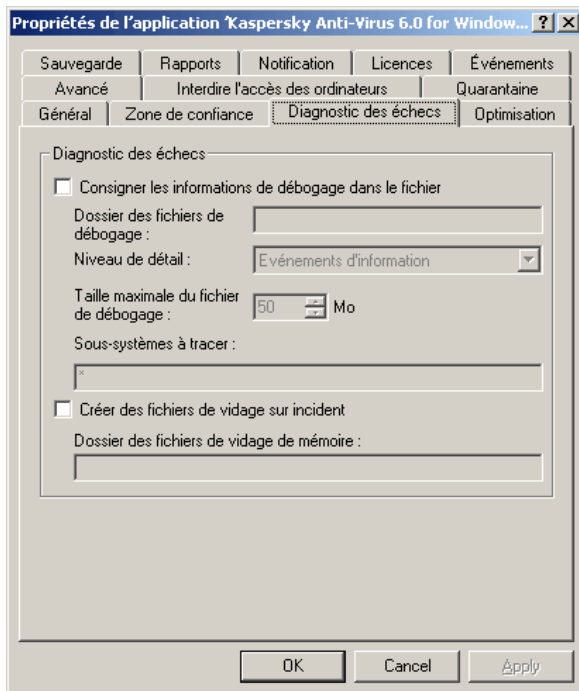 Propriétés de l'application 'Kaspersky Anti-Virus 6.0 for Window...
Sauvegarde Rapports Notification Licences Événements
Avancé Interdire l'accès des ordinateurs Quarantaine
Général Zone de confiance Diagnostic des échecs Optimisation
Diagnostic des échecs
Consigner les informations de débogage dans le fichier
Dossier des fichiers de
débogage :
Niveau de détail : Evénements d'information
Taille maximale du fichier
de débogage : 50 Mo
Sous-systèmes à tracer :
*
Créer des fichiers de vidage sur incident
Dossier des fichiers de vidage de mémoire :
OK Cancel Apply